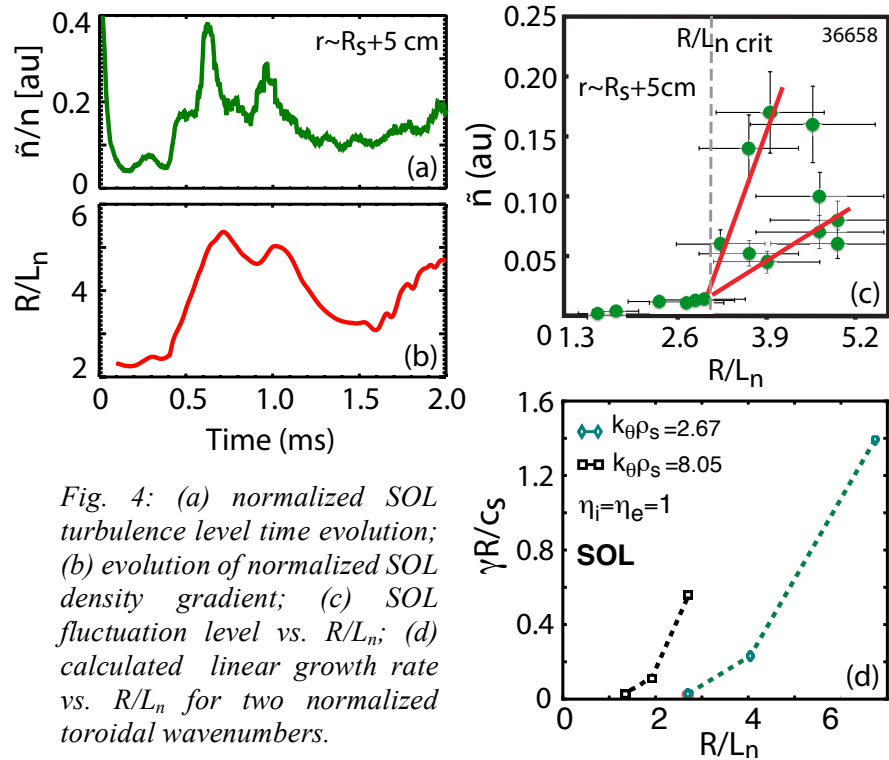 0.4
0.2
0
ñ/n [au]
r~Rs+5 cm
(a)
6
4
2
R/Ln
(b)
0 0.5 1.0 1.5 2.0
Time (ms)
0.25
0.20
0.15
0.10
0.05
0
ñ (au)
R/Ln crit
36658
r~Rs+5cm
(c)
1.3 2.6 3.9 5.2
R/Ln
1.6
1.2
0.8
0.4
0
γR/cs
kθρs=2.67
kθρs=8.05
ηi=ηe=1
SOL
(d)
0 2 4 6
R/Ln
Fig. 4: (a) normalized SOL
turbulence level time evolution;
(b) evolution of normalized SOL
density gradient; (c) SOL
fluctuation level vs. R/Ln; (d)
calculated linear growth rate
vs. R/Ln for two normalized
toroidal wavenumbers.